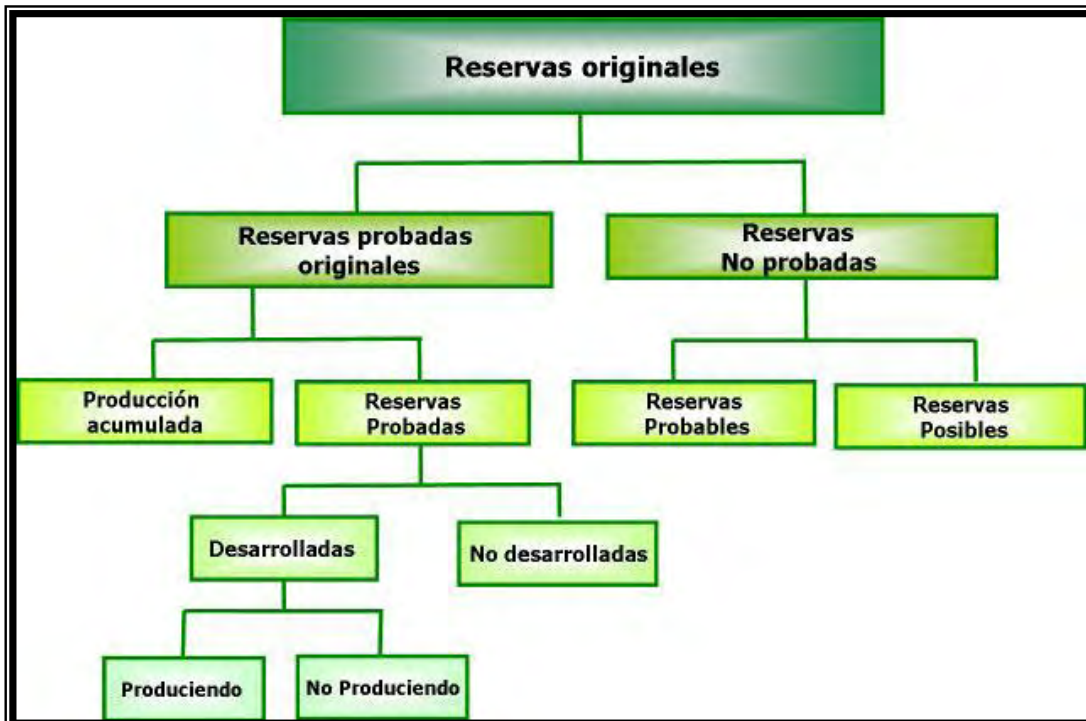 Reservas originales
Reservas probadas
originales
Reservas
No probadas
Producción
acumulada
Reservas
Probadas
Reservas
Probables
Reservas
Posibles
Desarrolladas
No desarrolladas
Produciendo
No Produciendo